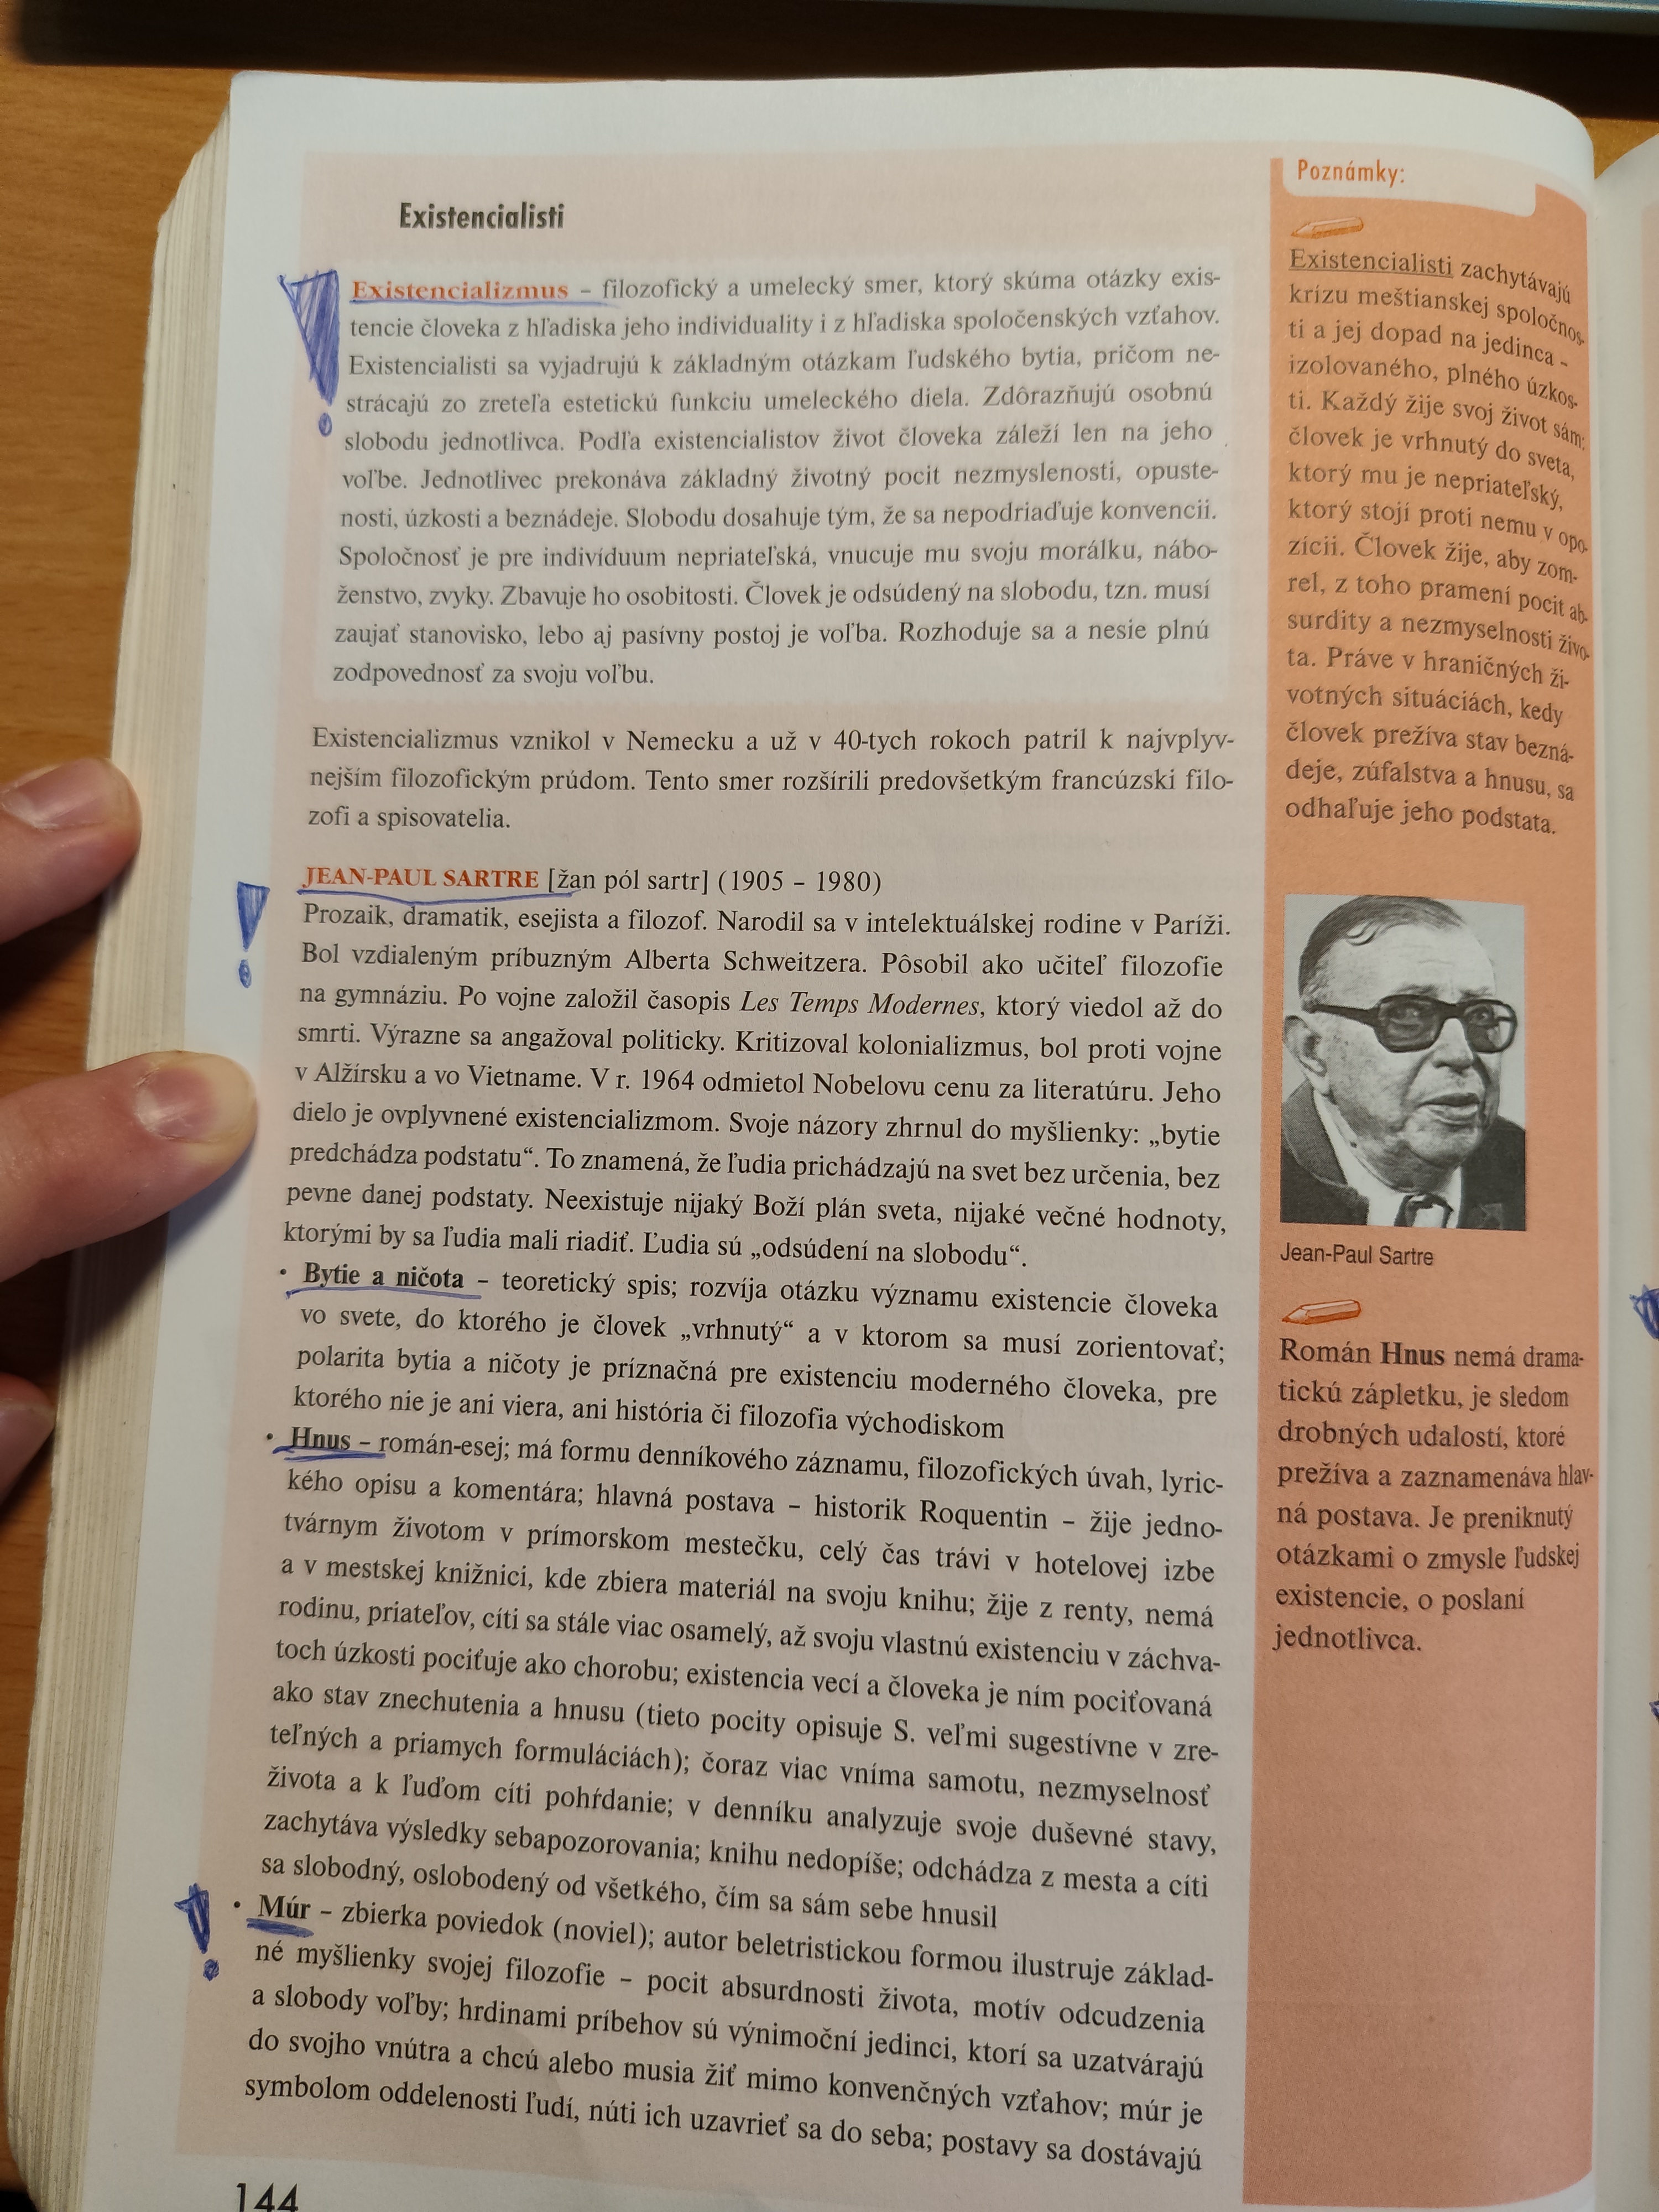 Existencialisti
Existencializmus – filozofický a umelecký smer, ktorý skúma otázky exis-
tencie človeka z hľadiska jeho individuality i z hľadiska spoločenských vzťahov.
Existencialisti sa vyjadrujú k základným otázkam ľudského bytia, pričom ne-
strácajú zo zreteľa estetickú funkciu umeleckého diela. Zdôrazňujú osobnú
slobodu jednotlivca. Podľa existencialistov život človeka záleží len na jeho
voľbe. Jednotlivec prekonáva základný životný pocit nezmyslenosti, opuste-
nosti, úzkosti a beznádeje. Slobodu dosahuje tým, že sa nepodriaďuje konvencii.
Spoločnosť je pre indivíduum nepriateľská, vnucuje mu svoju morálku, nábo-
ženstvo, zvyky. Zbavuje ho osobitosti. Človek je odsúdený na slobodu, tzn. musí
zaujať stanovisko, lebo aj pasívny postoj je voľba. Rozhoduje sa a nesie plnú
zodpovednosť za svoju voľbu.
Existencializmus vznikol v Nemecku a už v 40-tych rokoch patril k najvplyv-
nejším filozofickým prúdom. Tento smer rozšírili predovšetkým francúzski filo-
zofi a spisovatelia.
JEAN-PAUL SARTRE [žan pól sartr] (1905 – 1980)
Prozaik, dramatik, esejista a filozof. Narodil sa v intelektuálskej rodine v Paríži.
Bol vzdialeným príbuzným Alberta Schweitzera. Pôsobil ako učiteľ filozofie
na gymnáziu. Po vojne založil časopis Les Temps Modernes, ktorý viedol až do
smrti. Výrazne sa angažoval politicky. Kritizoval kolonializmus, bol proti vojne
v Alžírsku a vo Vietname. V r. 1964 odmietol Nobelovu cenu za literatúru. Jeho
dielo je ovplyvnené existencializmom. Svoje názory zhrnul do myšlienky: „bytie
predchádza podstatu“. To znamená, že ľudia prichádzajú na svet bez určenia, bez
pevne danej podstaty. Neexistuje nijaký Boží plán sveta, nijaké večné hodnoty,
ktorými by sa ľudia mali riadiť. Ľudia sú „odsúdení na slobodu“.
• Bytie a ničota – teoretický spis; rozvíja otázku významu existencie človeka
vo svete, do ktorého je človek „vrhnutý“ a v ktorom sa musí zorientovať;
polarita bytia a ničoty je príznačná pre existenciu moderného človeka, pre
ktorého nie je ani viera, ani história či filozofia východiskom
• Hnus – román-esej; má formu denníkového záznamu, filozofických úvah, lyric-
kého opisu a komentára; hlavná postava – historik Roquentin – žije jedno-
tvárnym životom v prímorskom mestečku, celý čas trávi v hotelovej izbe
a v mestskej knižnici, kde zbiera materiál na svoju knihu; žije z renty, nemá
rodinu, priateľov, cíti sa stále viac osamelý, až svoju vlastnú existenciu v záchva-
toch úzkosti pociťuje ako chorobu; existencia vecí a človeka je ním pociťovaná
ako stav znechutenia a hnusu (tieto pocity opisuje S. veľmi sugestívne v zre-
teľných a priamych formuláciách); čoraz viac vníma samotu, nezmyselnosť
života a k ľuďom cíti pohŕdanie; v denníku analyzuje svoje duševné stavy,
zachytáva výsledky sebapozorovania; knihu nedopíše; odchádza z mesta a cíti
sa slobodný, oslobodený od všetkého, čím sa sám sebe hnusil
• Múr – zbierka poviedok (noviel); autor beletristickou formou ilustruje základ-
né myšlienky svojej filozofie – pocit absurdnosti života, motív odcudzenia
a slobody voľby; hrdinami príbehov sú výnimoční jedinci, ktorí sa uzatvárajú
do svojho vnútra a chcú alebo musia žiť mimo konvenčných vzťahov; múr je
symbolom oddelenosti ľudí, núti ich uzavrieť sa do seba; postavy sa dostávajú
144
Poznámky:
Existencialisti zachytávajú
krízu meštianskej spoločnos-
ti a jej dopad na jedinca –
izolovaného, plného úzkos-
ti. Každý žije svoj život sám;
človek je vrhnutý do sveta,
ktorý mu je nepriateľský,
ktorý stojí proti nemu v opo-
zícii. Človek žije, aby zom-
rel, z toho pramení pocit ab-
surdity a nezmyselnosti živo-
ta. Práve v hraničných ži-
votných situáciách, kedy
človek prežíva stav bezná-
deje, zúfalstva a hnusu, sa
odhaľuje jeho podstata.
Jean-Paul Sartre
Román Hnus nemá drama-
tickú zápletku, je sledom
drobných udalostí, ktoré
prežíva a zaznamenáva hlav-
ná postava. Je preniknutý
otázkami o zmysle ľudskej
existencie, o poslaní
jednotlivca.